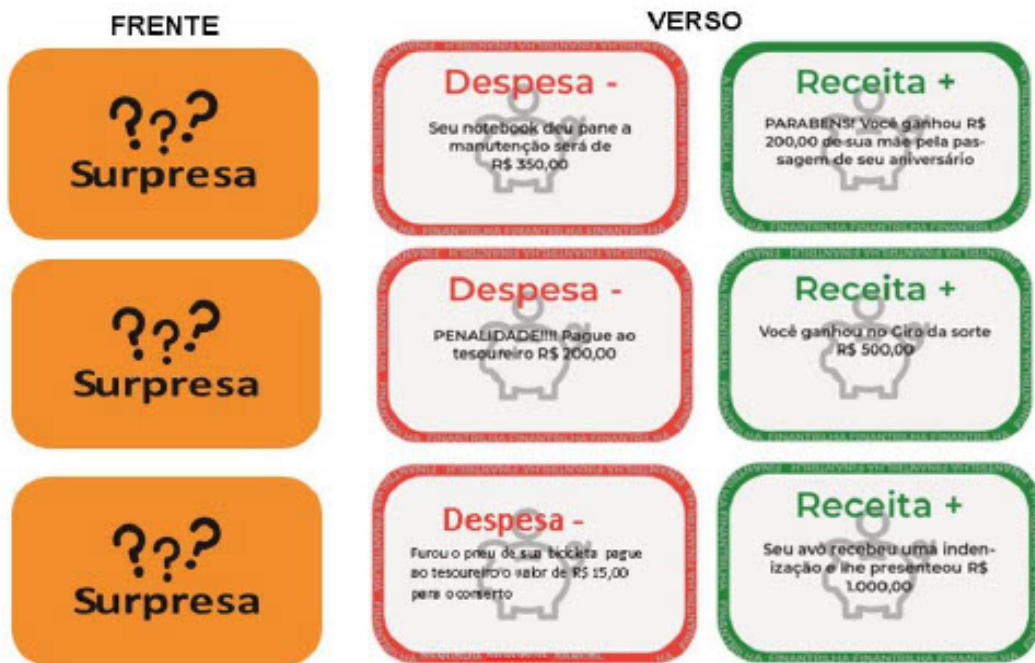 FRENTE
VERSO
???
Surpresa
Despesa -
Seu notebook deu pane a
manutenção será de
R$ 350,00
Receita +
PARABENS! Você ganhou R$
200,00 de sua mãe pela pas-
sagem de seu aniversário
???
Surpresa
Despesa -
PENALIDADE!!!! Pague ao
tesoureiro R$ 200,00
Receita +
Você ganhou no Giro da sorte
R$ 500,00
???
Surpresa
Despesa -
Furou o pneu de sua bicicleta pague
ao tesoureiro o valor de R$ 15,00
para o conserto
Receita +
Seu avô recebeu uma inden-
ização e lhe presenteou R$
1.000,00